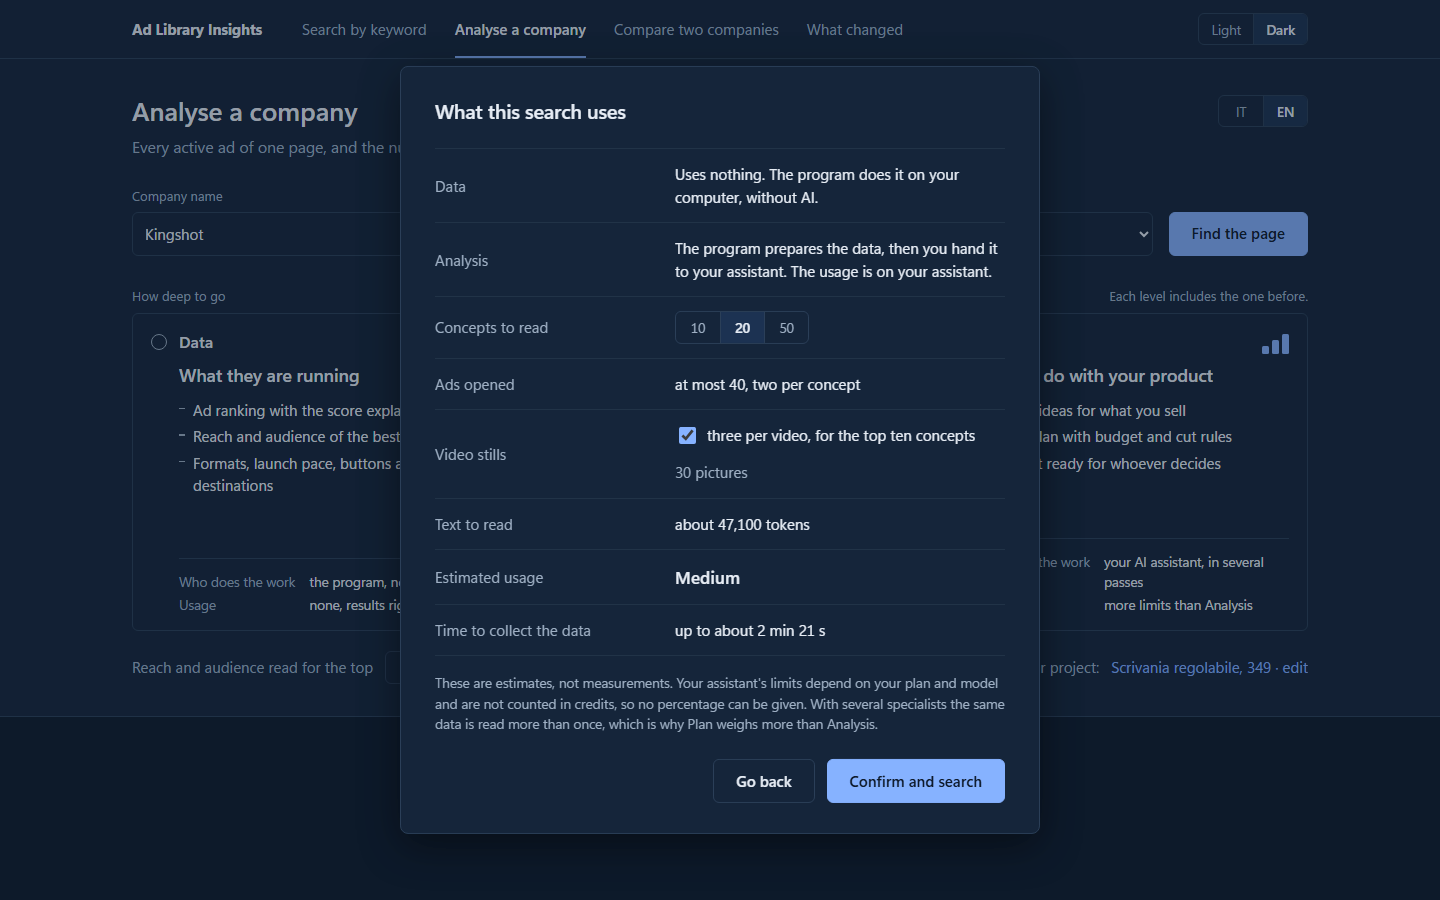 Ad Library Insights
Search by keyword
Analyse a company
Compare two companies
What changed
Light
Dark
Analyse a company
IT
EN
Every active ad of one page, and the
Company name
Kingshot
Find the page
How deep to go
Each level includes the one before.
Data
What they are running
Ad ranking with the score
Reach and audience of the best
Formats, launch pace, buttons
destinations
Who does the work
the program,
Usage
none, results
do with your product
ideas for what you sell
with budget and cut rules
ready for whoever decides
the work
your AI assistant, in several
passes
more limits than Analysis
Reach and audience read for the top
project:
Scrivania regolabile, 349 · edit
What this search uses
Data
Uses nothing. The program does it on your
computer, without AI.
Analysis
The program prepares the data, then you hand it
to your assistant. The usage is on your assistant.
Concepts to read
10
20
50
Ads opened
at most 40, two per concept
Video stills
three per video, for the top ten concepts
30 pictures
Text to read
about 47,100 tokens
Estimated usage
Medium
Time to collect the data
up to about 2 min 21 s
These are estimates, not measurements. Your assistant's limits depend on your plan and model
and are not counted in credits, so no percentage can be given. With several specialists the same
data is read more than once, which is why Plan weighs more than Analysis.
Go back
Confirm and search